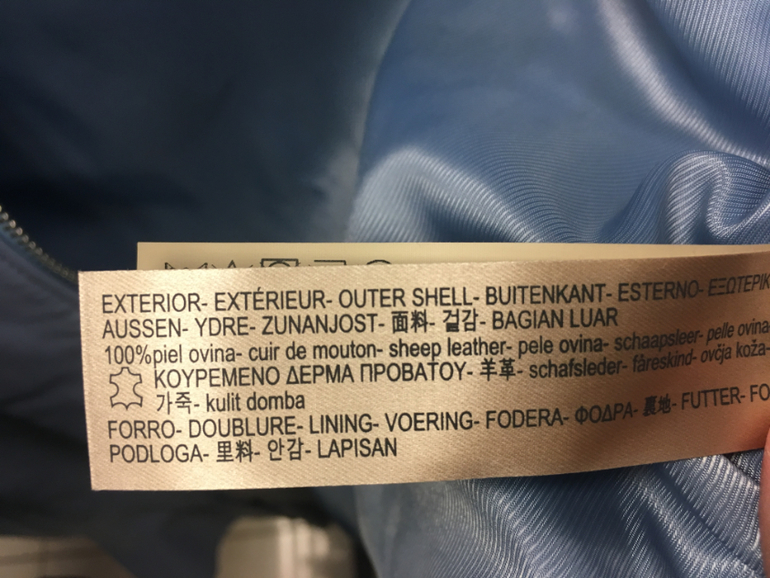 EXTERIOR- EXTÉRIEUR- OUTER SHELL- BUITENKANT- ESTERNO- ΕΞΩΤΕΡΙΚ
AUSSEN- YDRE- ZUNANJOST- 面料- 겉감- BAGIAN LUAR
100%piel ovina- cuir de mouton- sheep leather- pele ovina- schaapsleer- pelle ovina
ΚΟΥΡΕΜΕΝΟ ΔΕΡΜΑ ΠΡΟΒΑΤΟΥ- 羊革- schafsleder- fåreskind- ovčja koža-
가죽- kulit domba
FORRO- DOUBLURE- LINING- VOERING- FODERA- ΦΟΔΡΑ- 裏地- FUTTER- FO
PODLOGA- 里料- 안감- LAPISAN